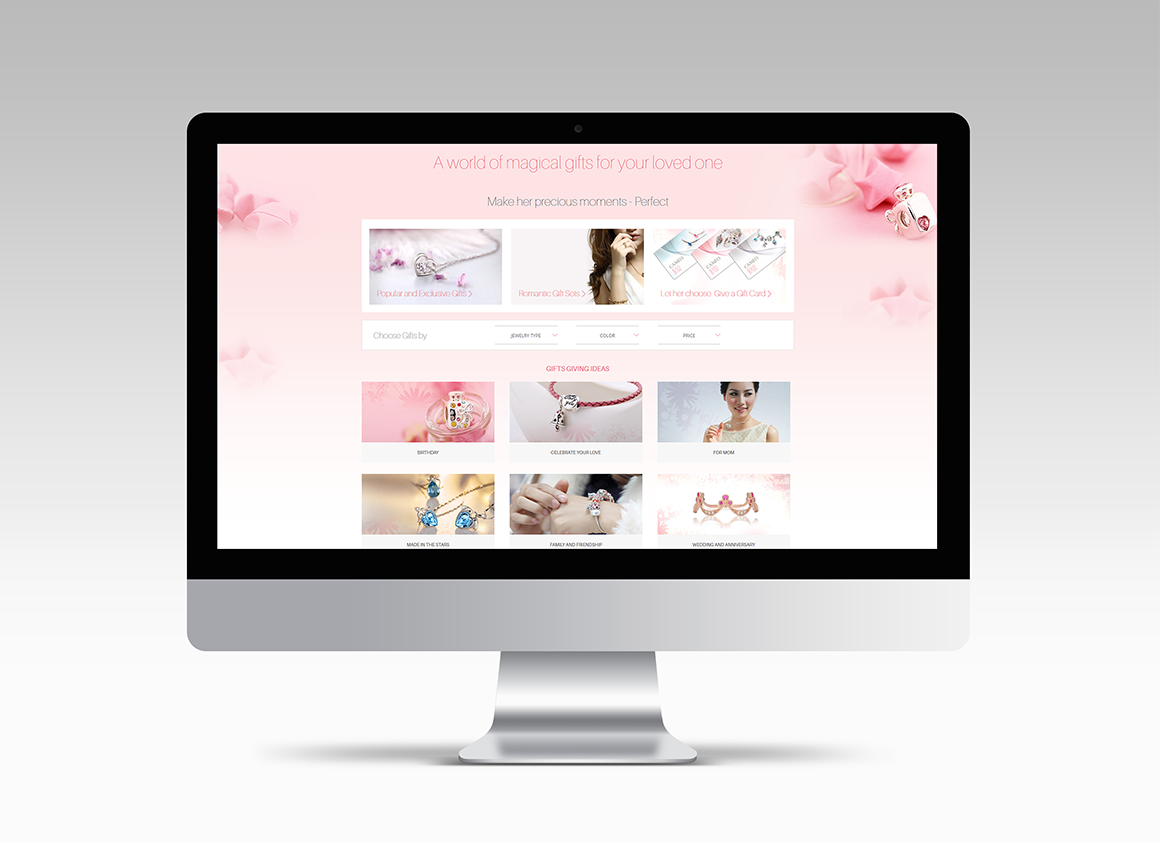 A world of magical gifts for your loved one
Make her precious moments - Perfect
Popular and Exclusive Gifts >
Romantic Gift Sets >
Let her choose. Give a Gift Card >
Choose Gifts by
JEWELRY TYPE
COLOR
PRICE
GIFTS GIVING IDEAS
BIRTHDAY
CELEBRATE YOUR LOVE
FOR MOM
MADE IN THE STARS
FAMILY AND FRIENDSHIP
WEDDING AND ANNIVERSARY